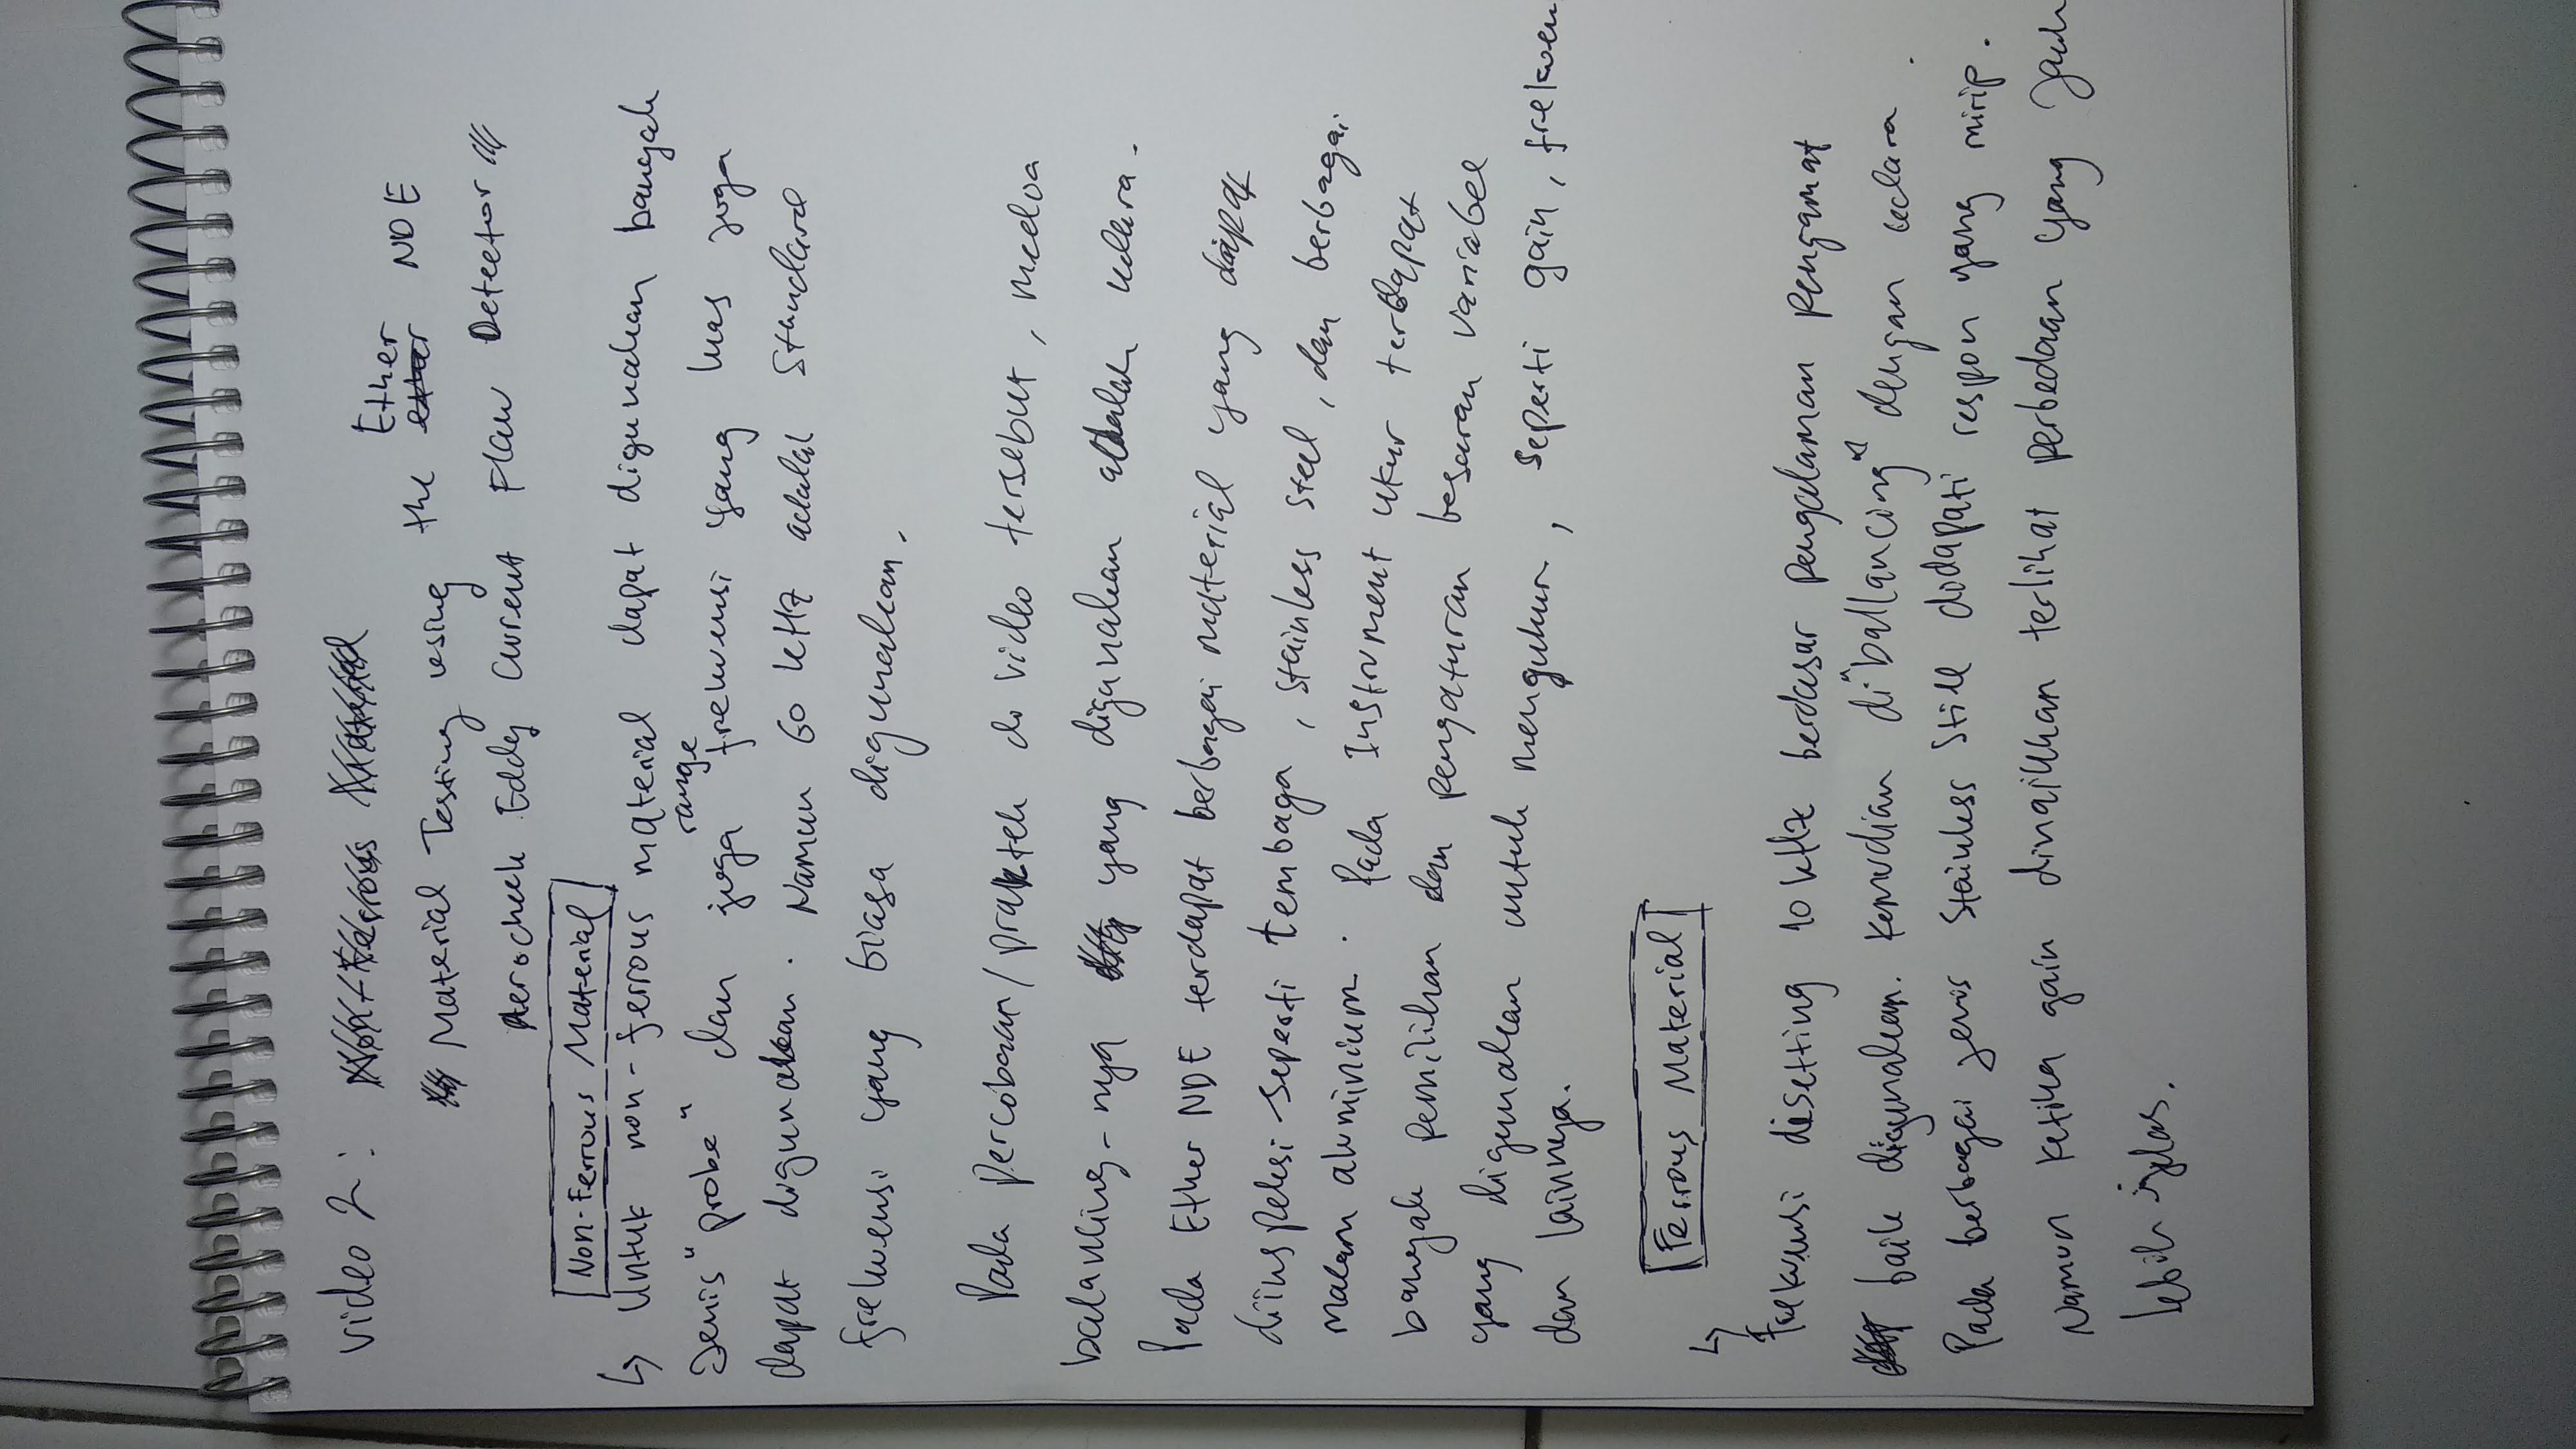 video 2 :
Material Testing using the Ether NDE
Aerocheck Eddy Current Flaw Detector
Non-Ferrous Material
↳ Untuk non-ferrous material dapat digunakan banyak
Jenis "probe" dan juga range frekuensi yang luas juga
dapat digunakan. Namun 60 kHz adalah Standard
frekuensi yang biasa digunakan.
Pada percobaan/praktek di video tersebut, media
balancing-nya yang digunakan adalah udara.
Pada Ether NDE terdapat berbagai material yang dapat
diinspeksi seperti tembaga, stainless steel, dan berbagai
macam aluminium. Pada Instrument ukur terdapat
banyak pemilihan dan pengaturan besaran variabel
yang digunakan untuk mengukur, seperti gain, frekuen
dan lainnya.
Ferrous Material
↳
Frekuensi disetting 10 kHz berdasar pengalaman pengamat
baik digunakan. Kemudian di"ballancing" dengan udara.
Pada berbagai jenis Stainless Still didapati respon yang mirip.
Namun ketika gain dinaikkan terlihat perbedaan yang Jauh
lebih jelas.